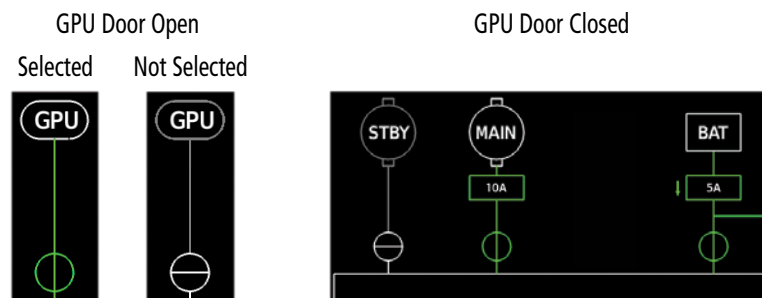 GPU Door Open
GPU Door Closed
Selected
Not Selected
GPU
GPU
STBY
MAIN
BAT
10A
5A